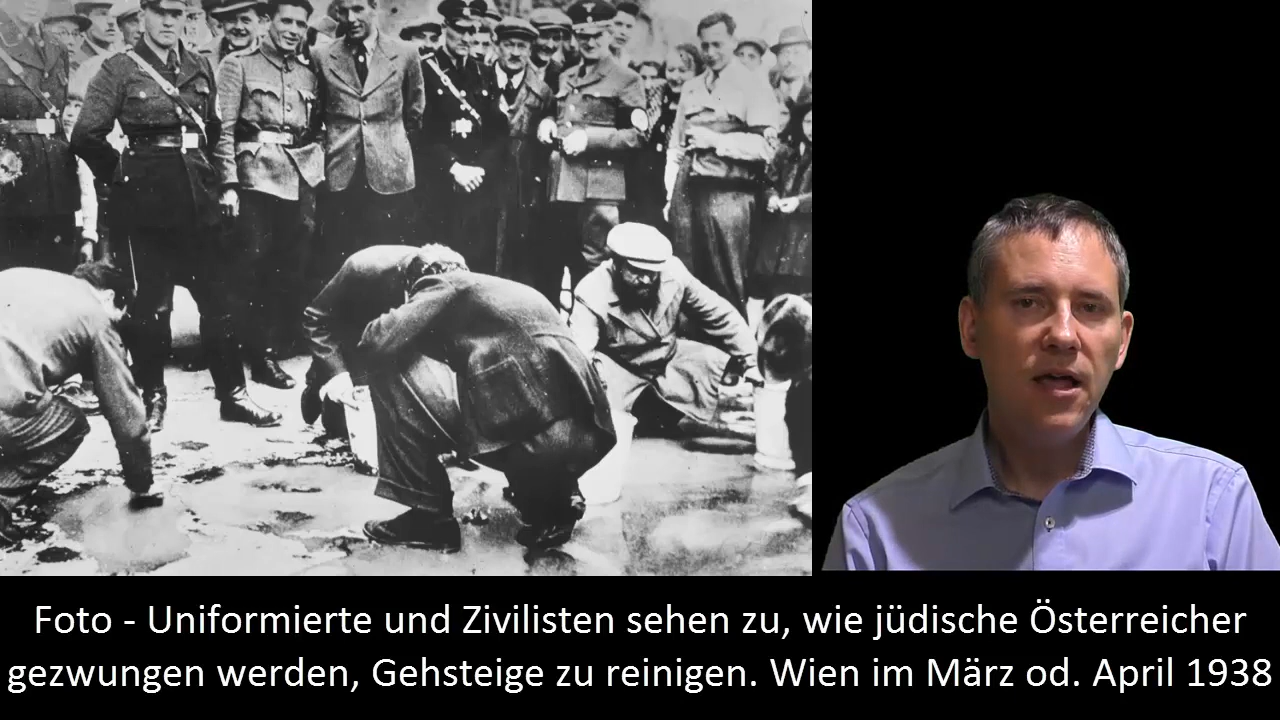 Foto - Uniformierte und Zivilisten sehen zu, wie jüdische Österreicher
gezwungen werden, Gehsteige zu reinigen. Wien im März od. April 1938